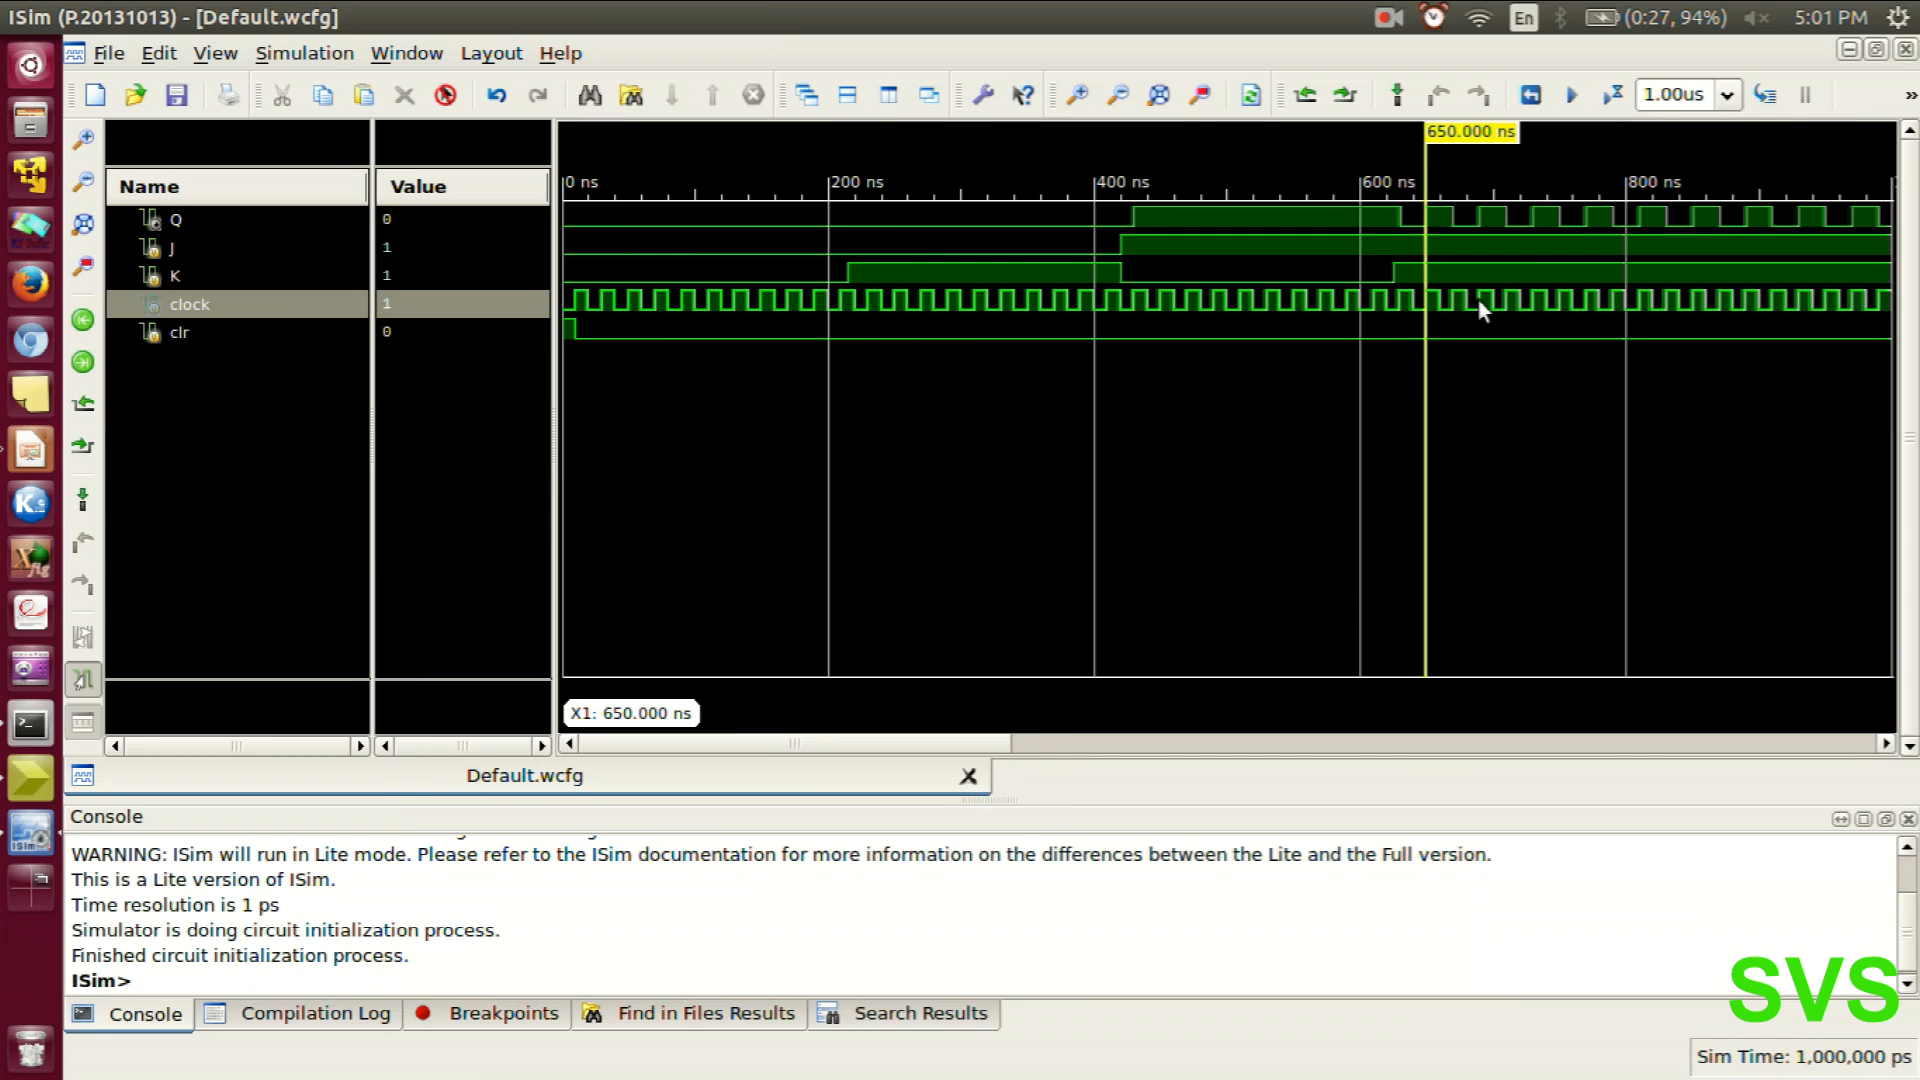 ISim (P.20131013) - [Default.wcfg]
En
(0:27, 94%)
5:01 PM
File Edit View Simulation Window Layout Help
1.00us
»
650.000 ns
Name
Value
0 ns
200 ns
400 ns
600 ns
800 ns
Q
0
J
1
K
1
clock
1
clr
0
X1: 650.000 ns
Default.wcfg
Console
WARNING: ISim will run in Lite mode. Please refer to the ISim documentation for more information on the differences between the Lite and the Full version.
This is a Lite version of ISim.
Time resolution is 1 ps
Simulator is doing circuit initialization process.
Finished circuit initialization process.
ISim>
SVS
Console
Compilation Log
Breakpoints
Find in Files Results
Search Results
Sim Time: 1,000,000 ps